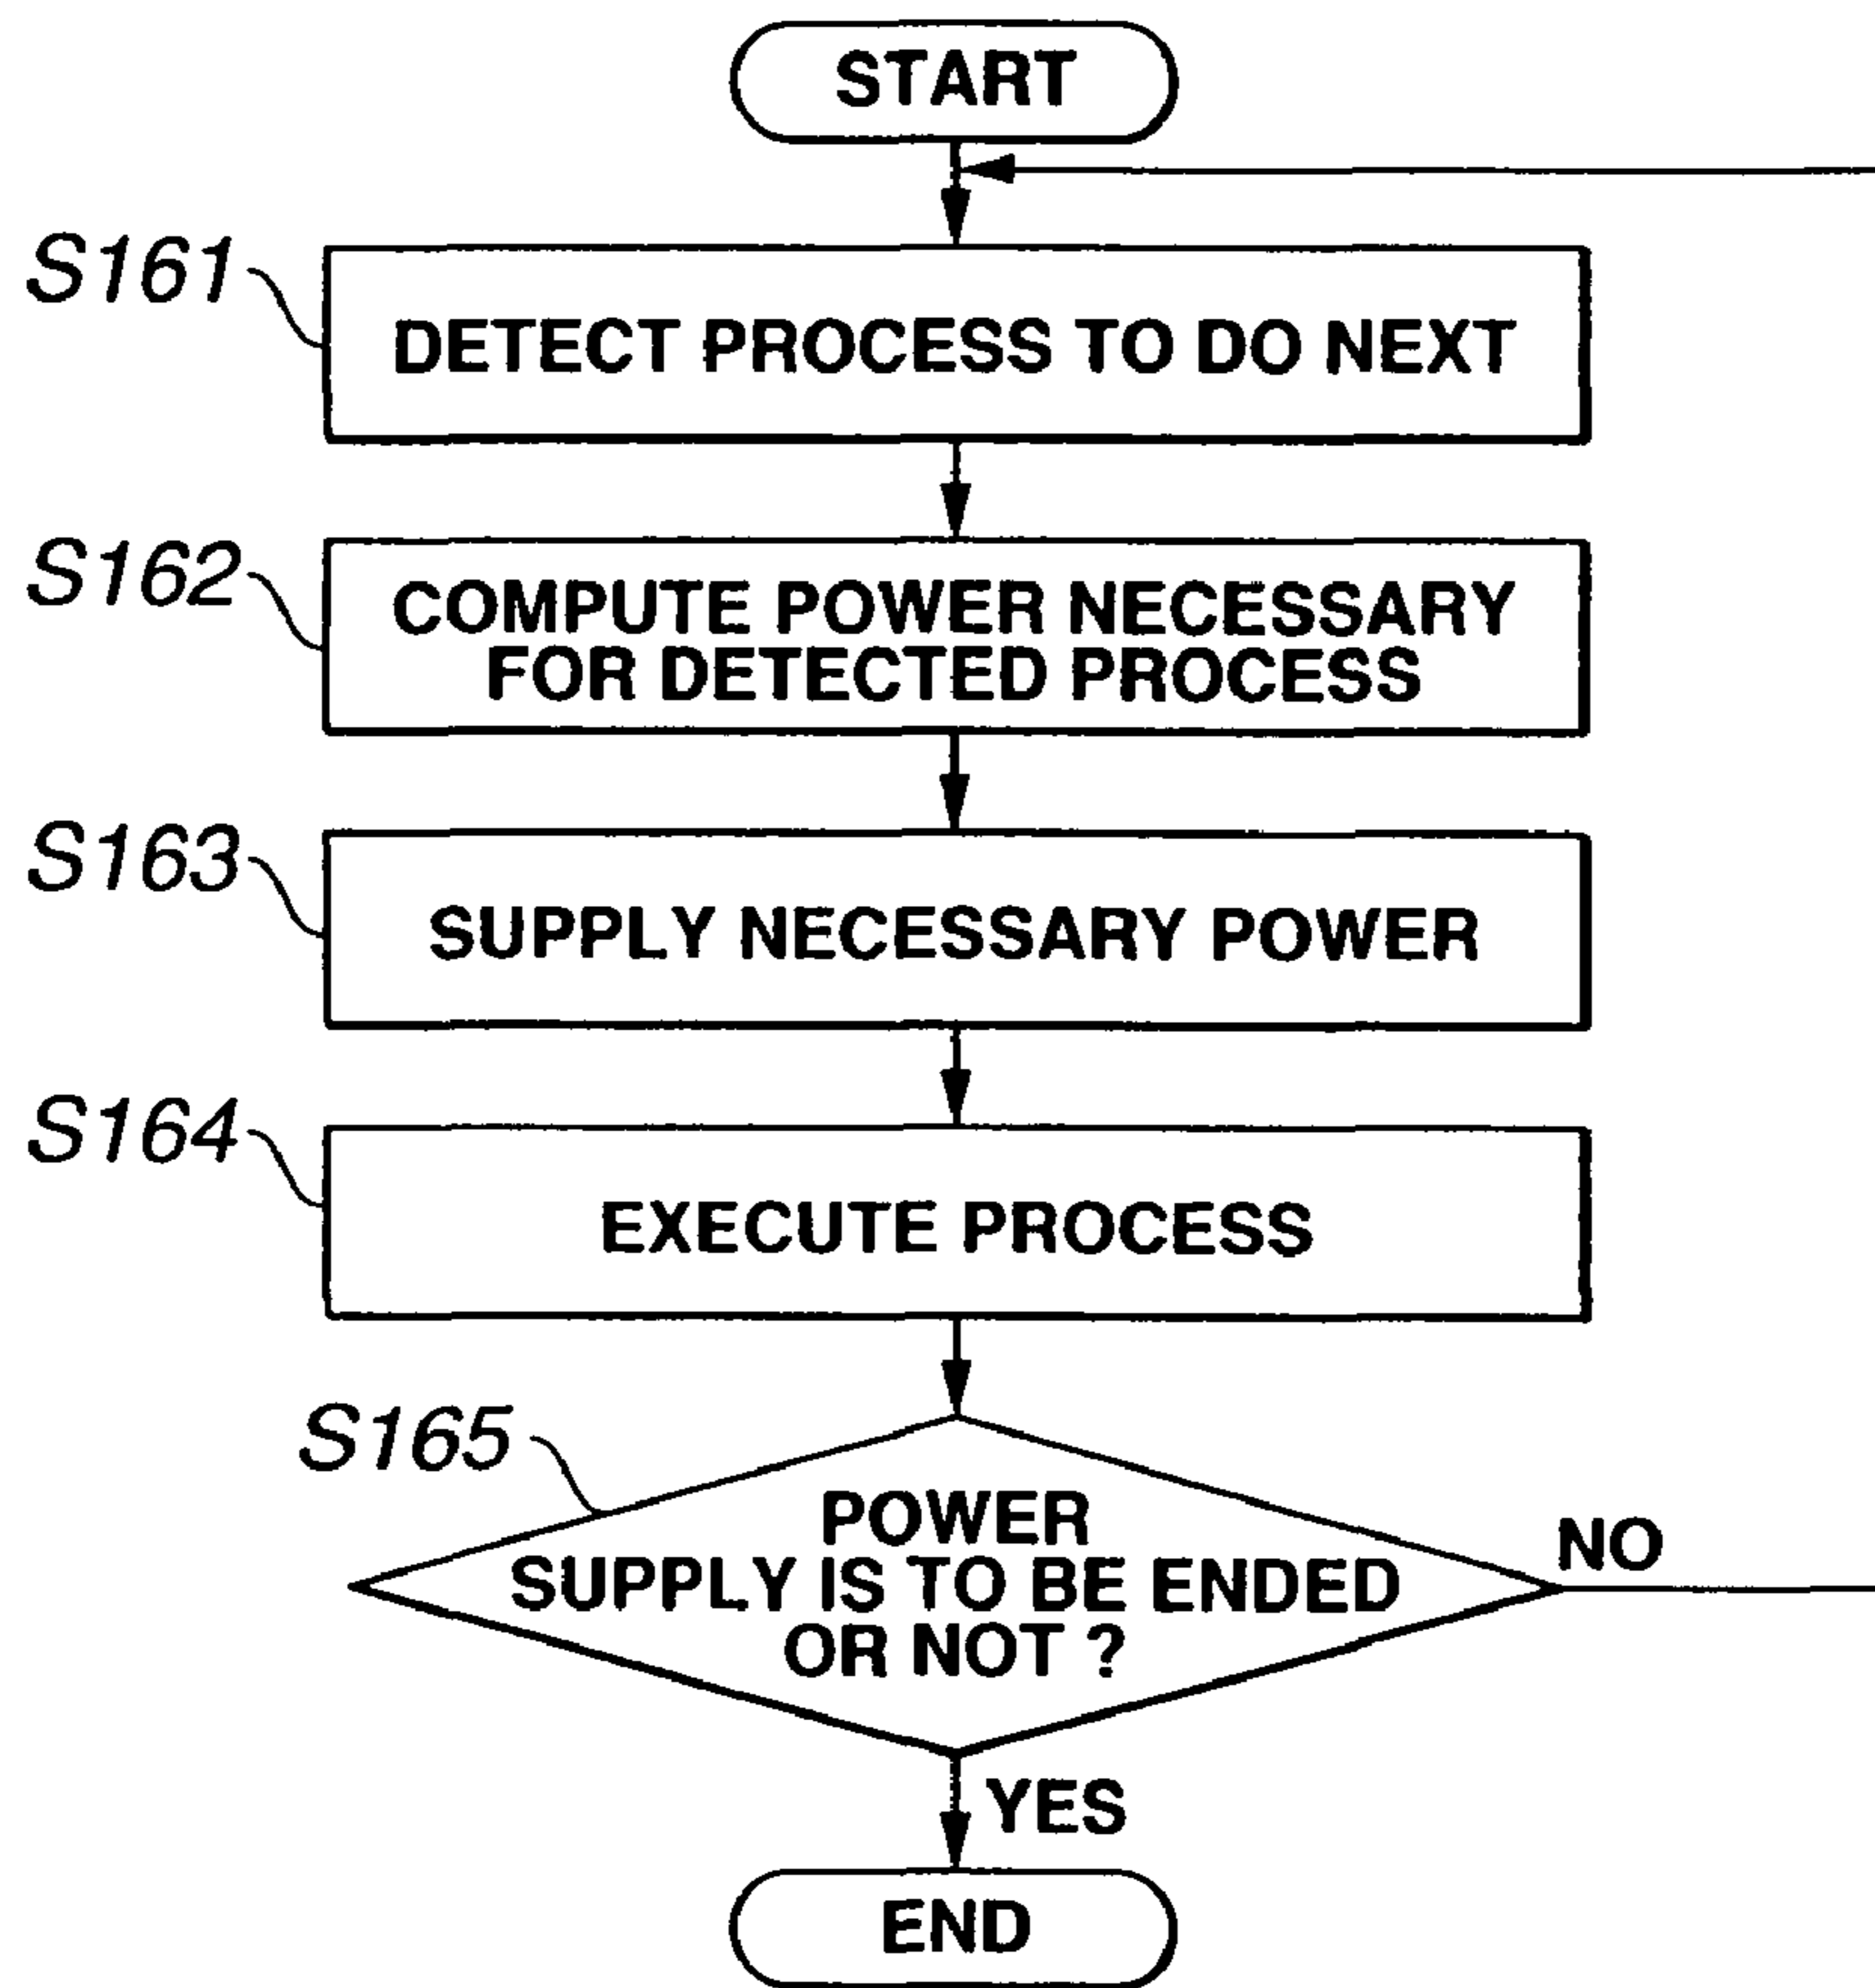 START
S161
DETECT PROCESS TO DO NEXT
S162
COMPUTE POWER NECESSARY
FOR DETECTED PROCESS
S163
SUPPLY NECESSARY POWER
S164
EXECUTE PROCESS
S165
POWER
SUPPLY IS TO BE ENDED
OR NOT ?
NO
YES
END